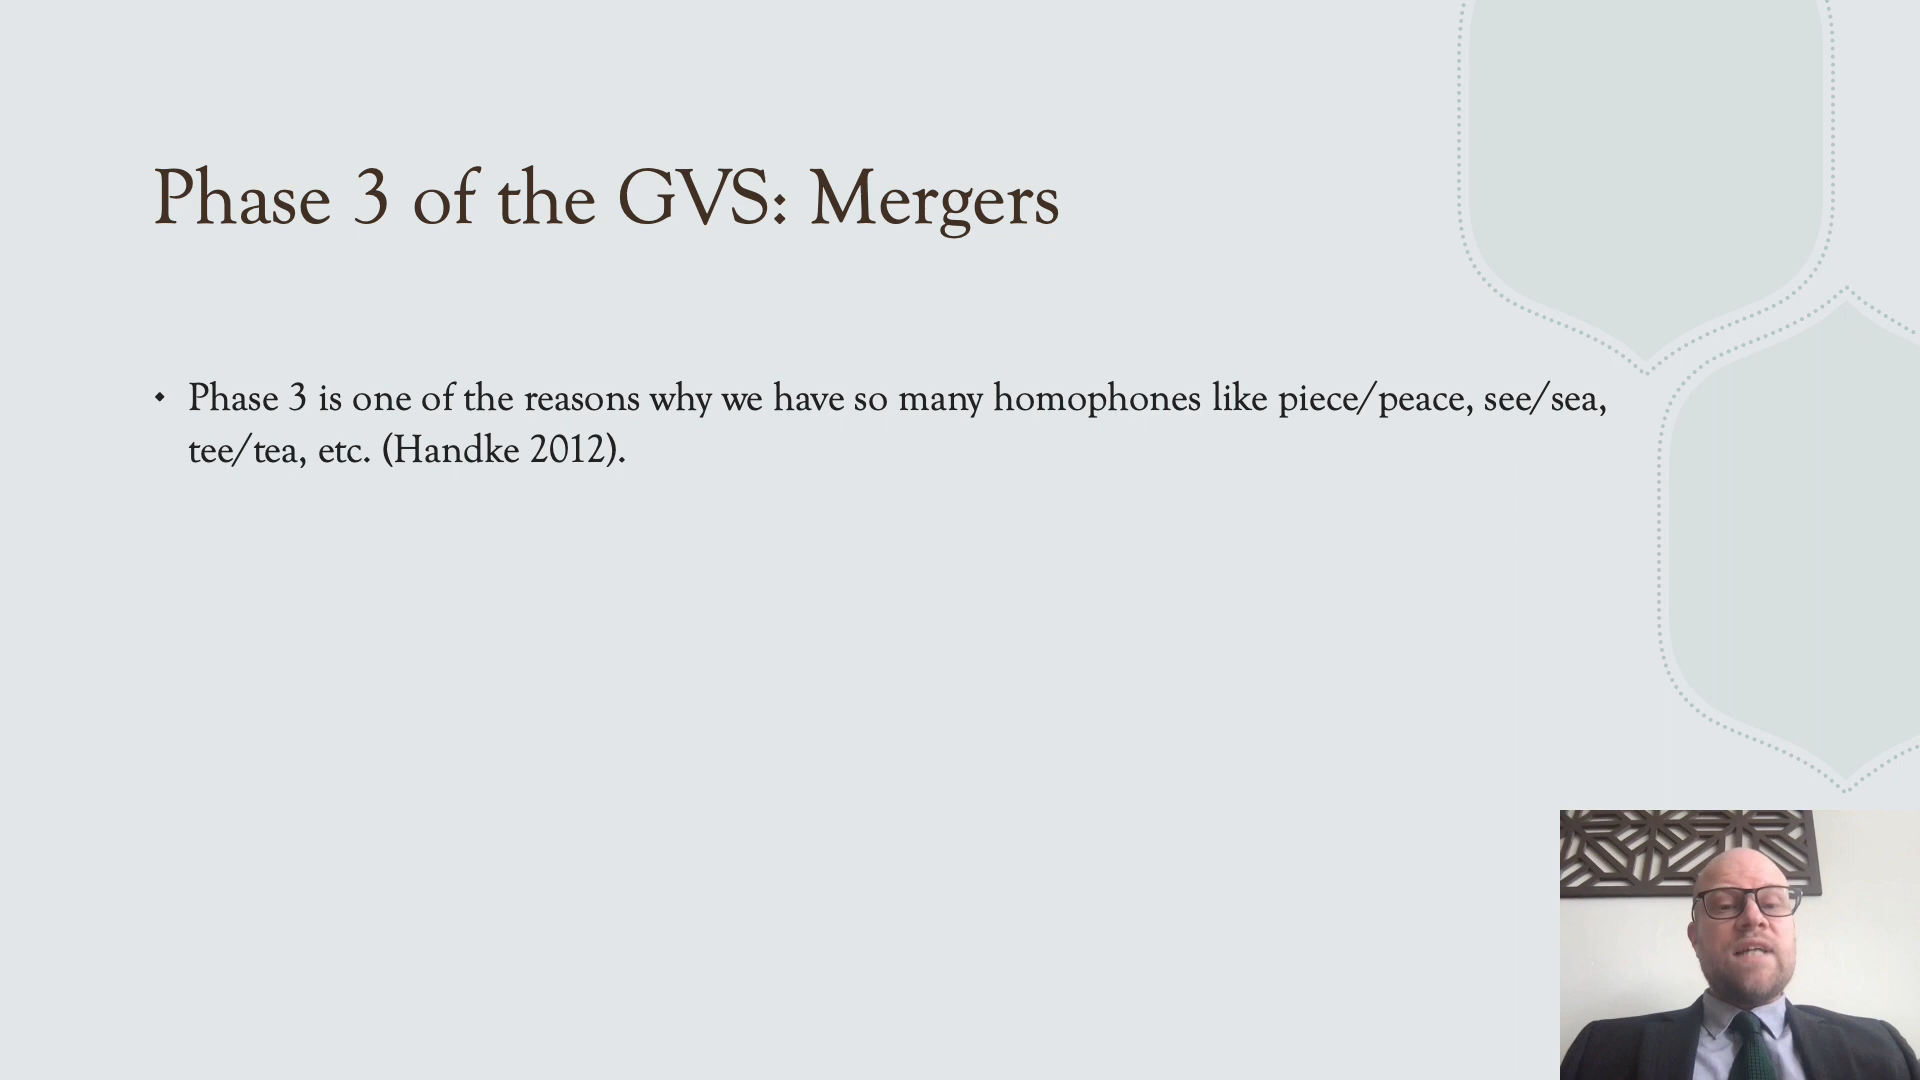 Phase 3 of the GVS: Mergers
Phase 3 is one of the reasons why we have so many homophones like piece/peace, see/sea,
tee/tea, etc. (Handke 2012).